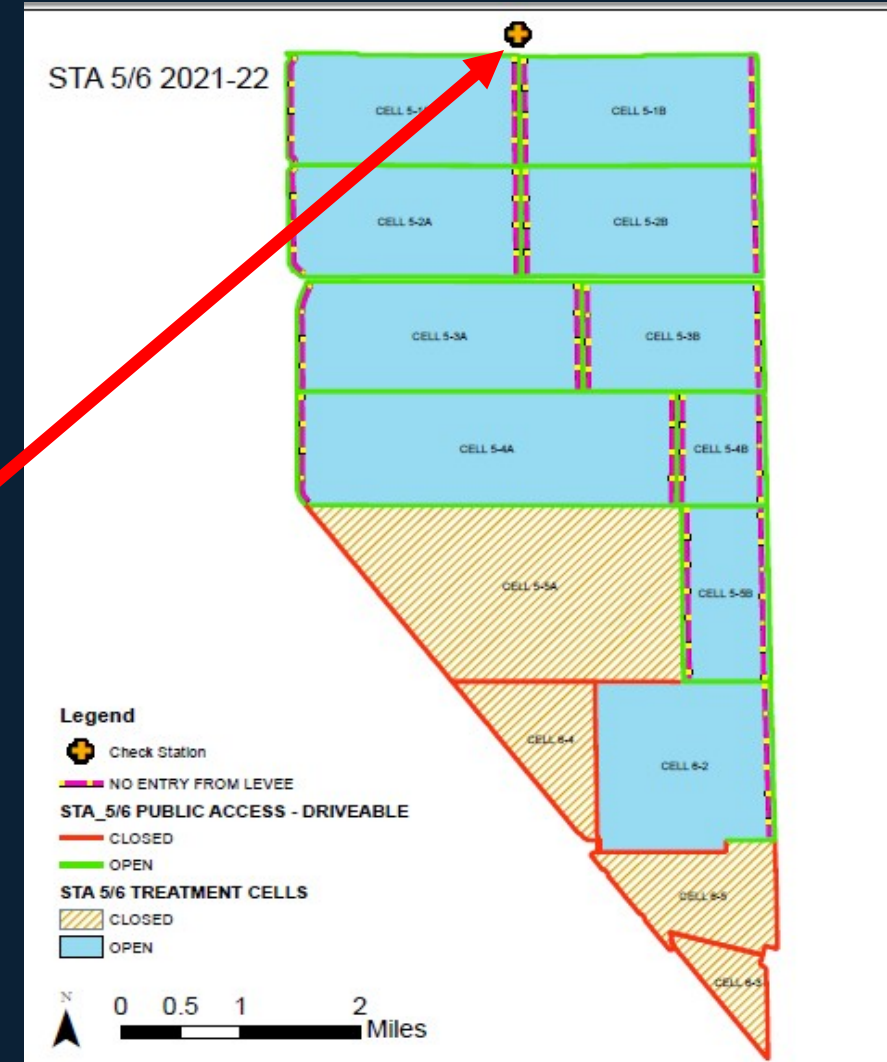 STA 5/6 2021-22
CELL 5-1B
CELL 5-2A
CELL 5-2B
CELL 5-3A
CELL 5-3B
CELL 5-4A
CELL 5-4B
CELL 5-5A
CELL 5-5B
CELL 6-4
CELL 6-2
CELL 6-3
Legend
Check Station
NO ENTRY FROM LEVEE
STA_5/6 PUBLIC ACCESS - DRIVEABLE
CLOSED
OPEN
STA 5/6 TREATMENT CELLS
CLOSED
OPEN
N
0 0.5 1 2
Miles